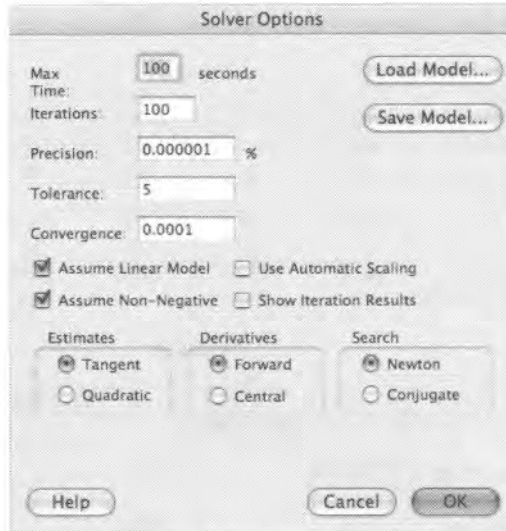 Solver Options
Max Time: 100 seconds
Load Model...
Iterations: 100
Save Model...
Precision: 0.000001 %
Tolerance: 5
Convergence: 0.0001
Assume Linear Model Use Automatic Scaling
Assume Non-Negative Show Iteration Results
Estimates Derivatives Search
Tangent Forward Newton
Quadratic Central Conjugate
Help Cancel OK